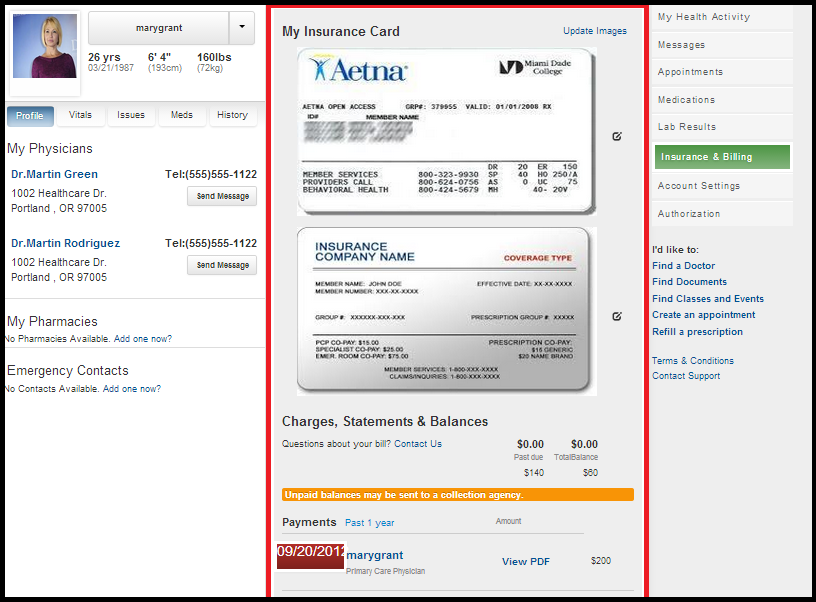 marygrant
26 yrs 6' 4" 160lbs
03/21/1987 (193cm) (72kg)
Profile Vitals Issues Meds History
My Physicians
Dr.Martin Green Tel:(555)555-1122
1002 Healthcare Dr. Send Message
Portland , OR 97005
Dr.Martin Rodriguez Tel:(555)555-1122
1002 Healthcare Dr. Send Message
Portland , OR 97005
My Pharmacies
No Pharmacies Available. Add one now?
Emergency Contacts
No Contacts Available. Add one now?
My Insurance Card Update Images
Aetna Miami Dade
College
AETNA OPEN ACCESS GRP#: 379955 VALID: 01/01/2008 RX
ID# MEMBER NAME
DR 20 ER 150
MEMBER SERVICES 800-323-9930 SP 40 HO 250/A
PROVIDERS CALL 800-624-0756 AS 0 UC 75
BEHAVIORAL HEALTH 800-424-5679 MH 40- 20V
INSURANCE
COMPANY NAME COVERAGE TYPE
MEMBER NAME: JOHN DOE EFFECTIVE DATE: XX-XX-XXXX
MEMBER NUMBER: XXX-XX-XXXX
GROUP #: XXXXXX-XXX-XXX PRESCRIPTION GROUP #: XXXXX
PCP CO-PAY: $15.00 PRESCRIPTION CO-PAY:
SPECIALIST CO-PAY: $25.00 $15 GENERIC
EMER. ROOM CO-PAY: $75.00 $20 NAME BRAND
MEMBER SERVICES: 1-800-XXX-XXXX
CLAIMS/INQUIRIES: 1-800-XXX-XXXX
Charges, Statements & Balances
Questions about your bill? Contact Us $0.00 $0.00
Past due TotalBalance
$140 $60
Unpaid balances may be sent to a collection agency.
Payments Past 1 year Amount
09/20/2012 marygrant View PDF $200
Primary Care Physician
My Health Activity
Messages
Appointments
Medications
Lab Results
Insurance & Billing
Account Settings
Authorization
I'd like to:
Find a Doctor
Find Documents
Find Classes and Events
Create an appointment
Refill a prescription
Terms & Conditions
Contact Support